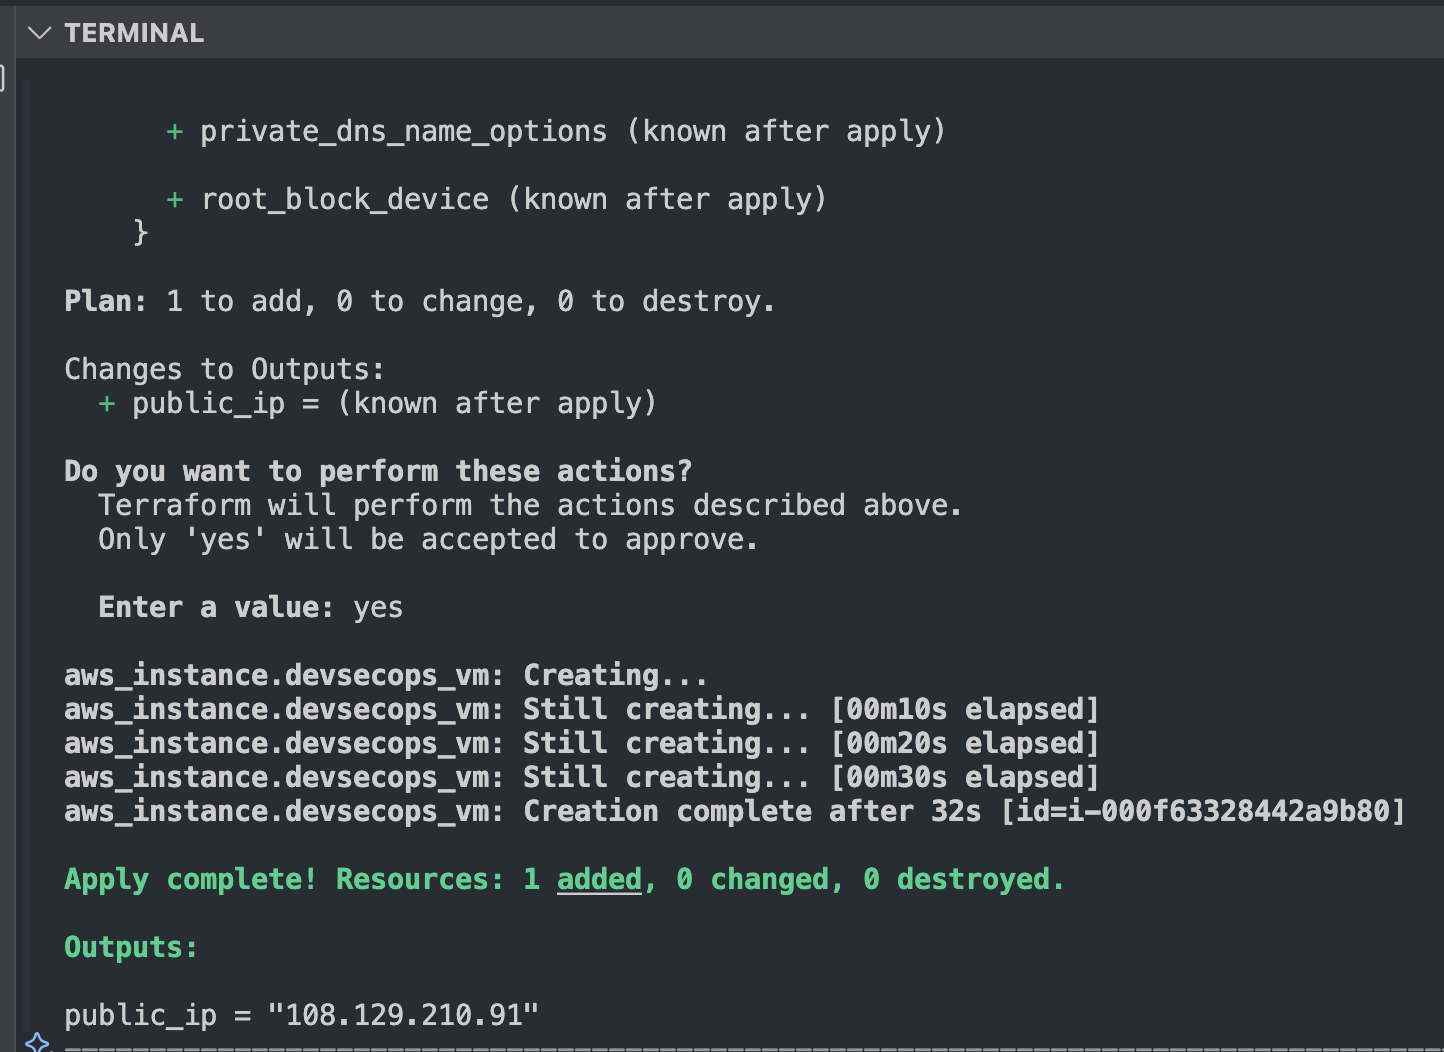 TERMINAL
+ private_dns_name_options (known after apply)
+ root_block_device (known after apply)
}
Plan: 1 to add, 0 to change, 0 to destroy.
Changes to Outputs:
+ public_ip = (known after apply)
Do you want to perform these actions?
Terraform will perform the actions described above.
Only 'yes' will be accepted to approve.
Enter a value: yes
aws_instance.devsecops_vm: Creating...
aws_instance.devsecops_vm: Still creating... [00m10s elapsed]
aws_instance.devsecops_vm: Still creating... [00m20s elapsed]
aws_instance.devsecops_vm: Still creating... [00m30s elapsed]
aws_instance.devsecops_vm: Creation complete after 32s [id=i-000f63328442a9b80]
Apply complete! Resources: 1 added, 0 changed, 0 destroyed.
Outputs:
public_ip = "108.129.210.91"